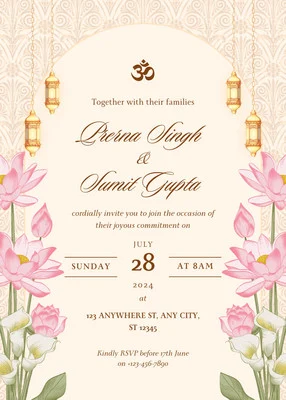 ॐ
Together with their families
Prerna Singh
&
Sumit Gupta
cordially invite you to join the occasion of
their joyous commitment on
JULY
SUNDAY 28 AT 8AM
2024
at
123 ANYWHERE ST, ANY CITY,
ST 12345
Kindly RSVP before 17th June
on +123-456-7890